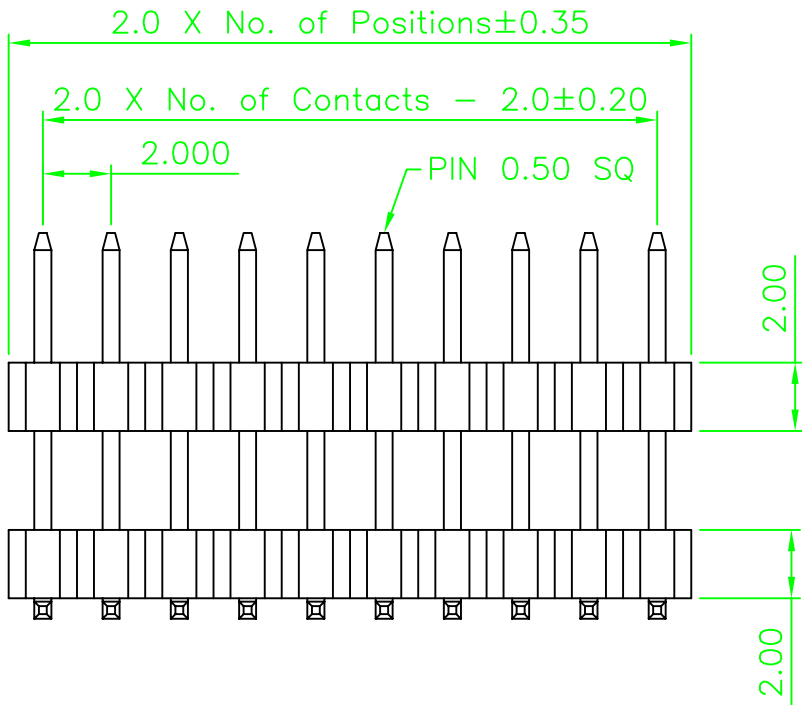 2.0 X No. of Positions±0.35
2.0 X No. of Contacts - 2.0±0.20
2.000
PIN 0.50 SQ
2.00
2.00